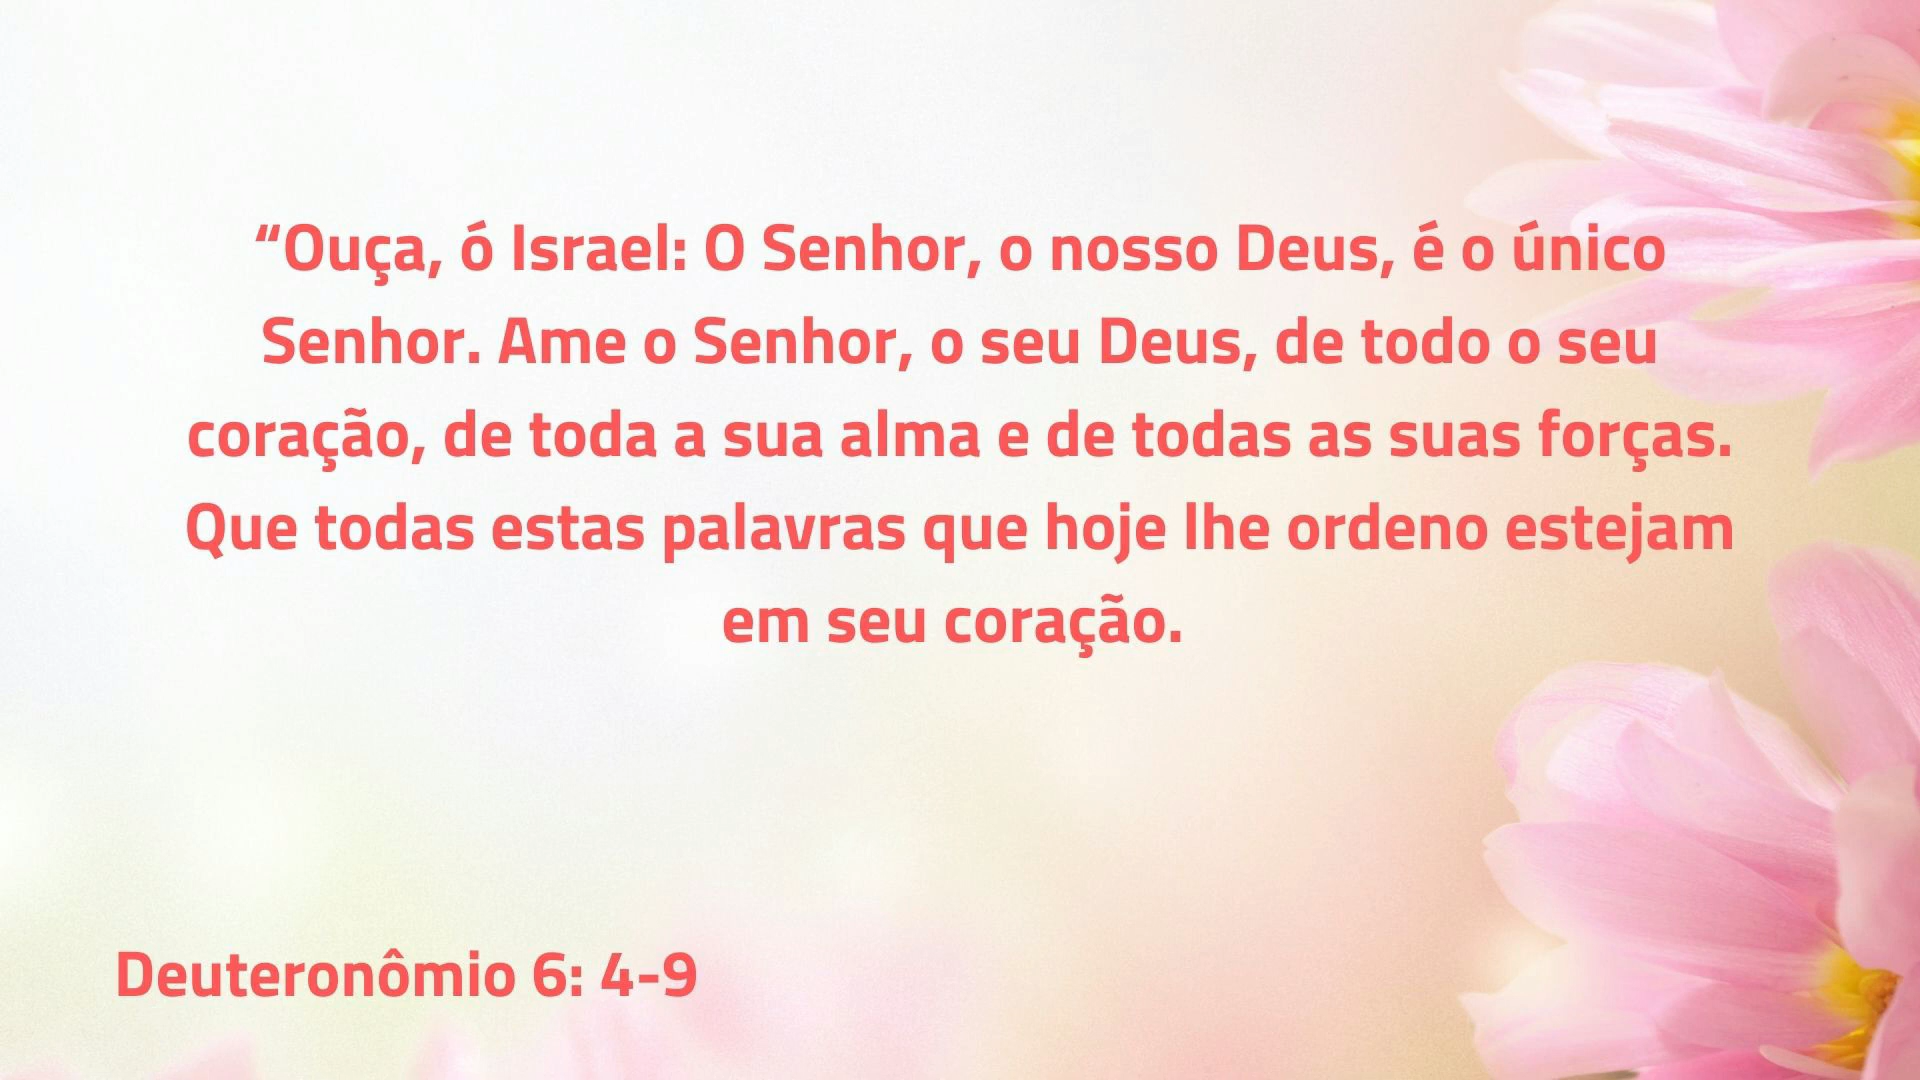 “Ouça, ó Israel: O Senhor, o nosso Deus, é o único
Senhor. Ame o Senhor, o seu Deus, de todo o seu
coração, de toda a sua alma e de todas as suas forças.
Que todas estas palavras que hoje lhe ordeno estejam
em seu coração.
Deuteronômio 6: 4-9